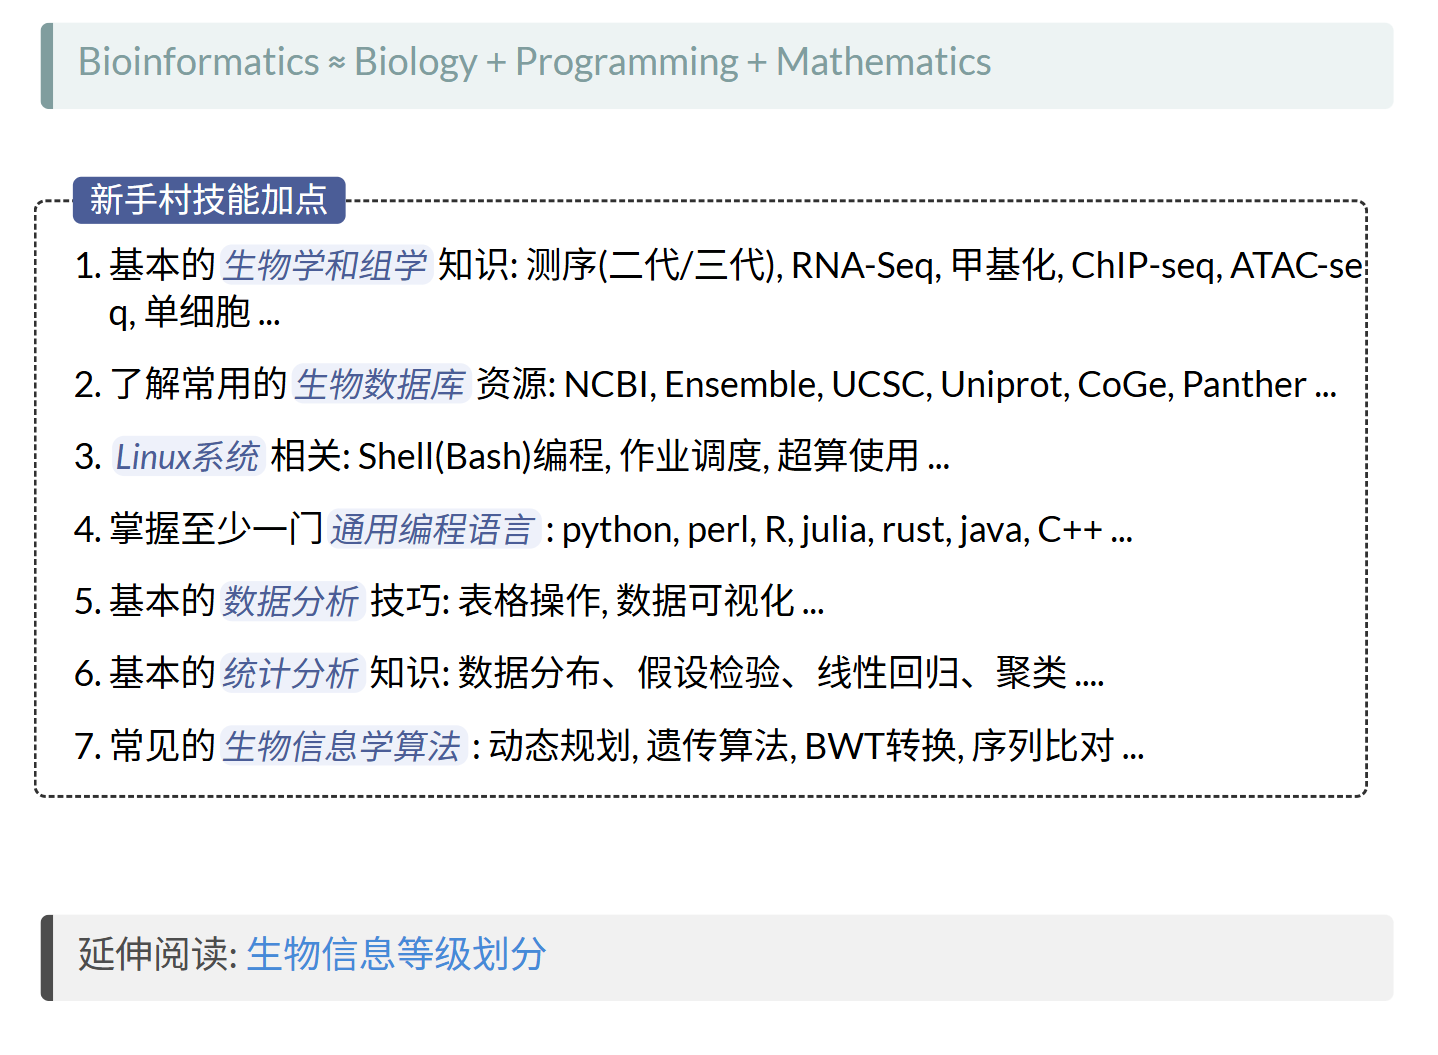 Bioinformatics ≈ Biology + Programming + Mathematics
新手村技能加点
1. 基本的 生物学和组学 知识: 测序(二代/三代), RNA-Seq, 甲基化, ChIP-seq, ATAC-se
q, 单细胞 ...
2. 了解常用的 生物数据库 资源: NCBI, Ensemble, UCSC, Uniprot, CoGe, Panther ...
3. Linux系统 相关: Shell(Bash)编程, 作业调度, 超算使用 ...
4. 掌握至少一门 通用编程语言 : python, perl, R, julia, rust, java, C++ ...
5. 基本的 数据分析 技巧: 表格操作, 数据可视化 ...
6. 基本的 统计分析 知识: 数据分布、假设检验、线性回归、聚类 ....
7. 常见的 生物信息学算法 : 动态规划, 遗传算法, BWT转换, 序列比对 ...
延伸阅读: 生物信息等级划分